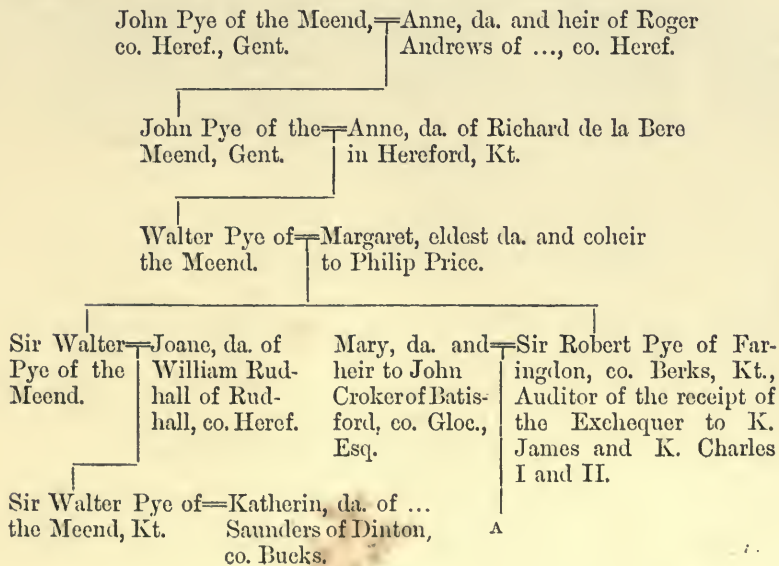 John Pye of the Meend,
co. Heref., Gent.
Anne, da. and heir of Roger
Andrews of ..., co. Heref.
John Pye of the
Meend, Gent.
Anne, da. of Richard de la Bere
in Hereford, Kt.
Walter Pye of
the Meend.
Margaret, eldest da. and coheir
to Philip Price.
Sir Walter
Pye of the
Meend.
Joane, da. of
William Rud-
hall of Rud-
hall, co. Heref.
Mary, da. and
heir to John
Croker of Batis-
ford, co. Gloc.,
Esq.
Sir Robert Pye of Far-
ingdon, co. Berks, Kt.,
Auditor of the receipt of
the Exchequer to K.
James and K. Charles
I and II.
Sir Walter Pye of
the Meend, Kt.
Katherin, da. of ...
Saunders of Dinton,
co. Bucks.
A